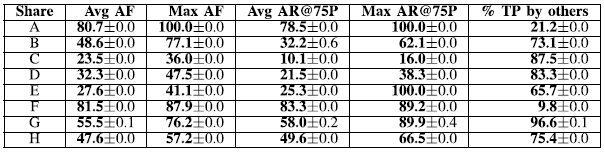 Share Avg AF Max AF Avg AR@75P Max AR@75P % TP by others
A 80.7±0.0 100.0±0.0 78.5±0.0 100.0±0.0 21.2±0.0
B 48.6±0.0 77.1±0.0 32.2±0.6 62.1±0.0 73.1±0.0
C 23.5±0.0 36.0±0.0 10.1±0.0 16.0±0.0 87.5±0.0
D 32.3±0.0 47.5±0.0 21.5±0.0 38.3±0.0 83.3±0.0
E 27.6±0.0 41.1±0.0 25.3±0.0 100.0±0.0 65.7±0.0
F 81.5±0.0 87.9±0.0 83.3±0.0 89.2±0.0 9.8±0.0
G 55.5±0.1 76.2±0.0 58.0±0.2 89.9±0.4 96.6±0.1
H 47.6±0.0 57.2±0.0 49.6±0.0 66.5±0.0 75.4±0.0